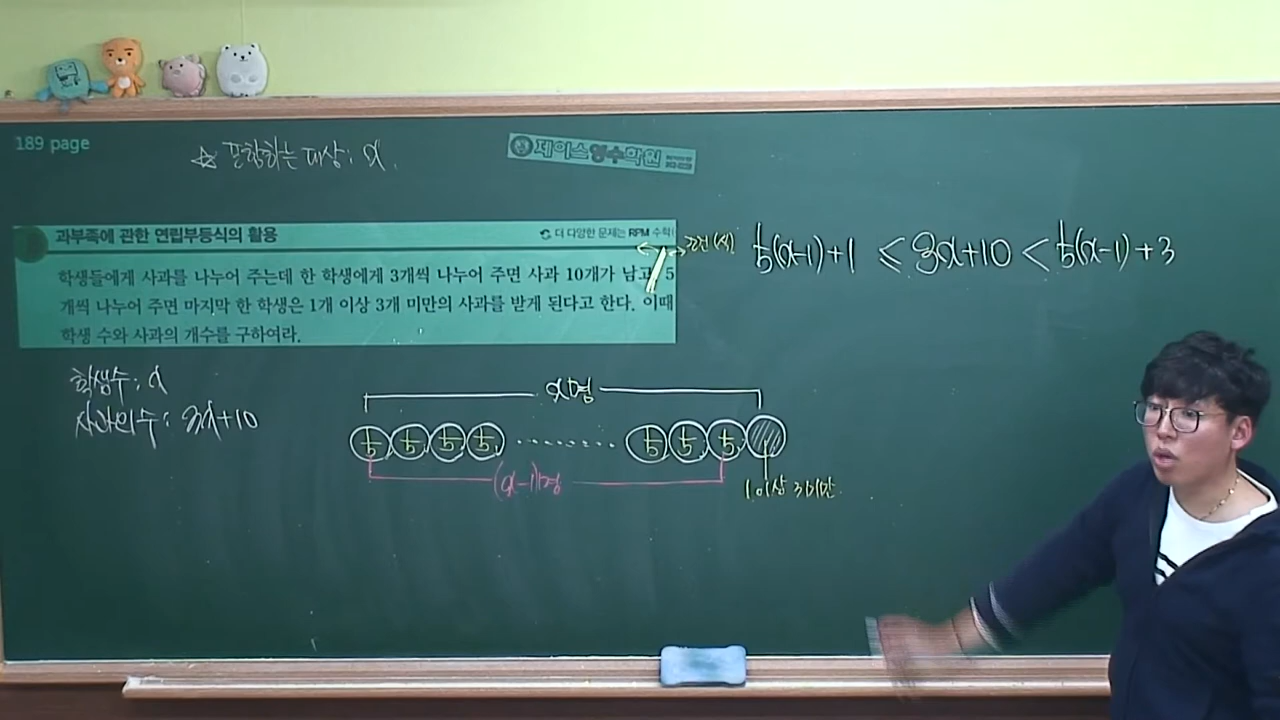 189 page
☆ 포함하는 대상: x.
제이스영수학원
과부족에 관한 연립부등식의 활용
더 다양한 문제는 RPM 수학
학생들에게 사과를 나누어 주는데 한 학생에게 3개씩 나누어 주면 사과 10개가 남고 5
개씩 나누어 주면 마지막 한 학생은 1개 이상 3개 미만의 사과를 받게 된다고 한다. 이때
학생 수와 사과의 개수를 구하여라.
조건(식) 5(x-1)+1 ≤ 3x+10 < 5(x-1)+3
학생수: x
사과의 수: 3x+10
x명
5 5 5 5 ........ 5 5 5
(x-1)명
1이상 3미만